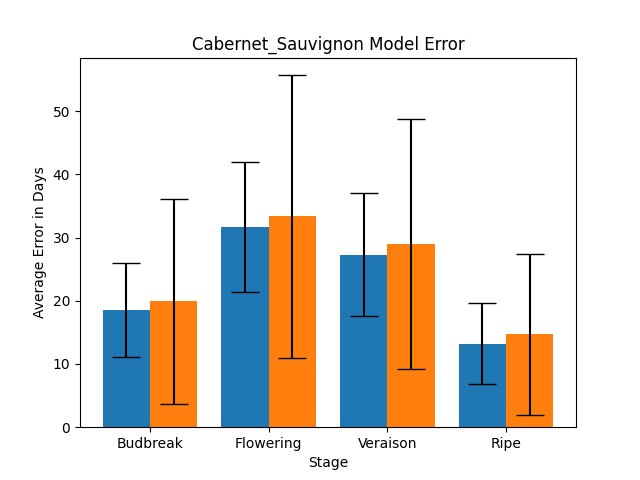 Cabernet_Sauvignon Model Error
Average Error in Days
50
40
30
20
10
0
Budbreak Flowering Veraison Ripe
Stage